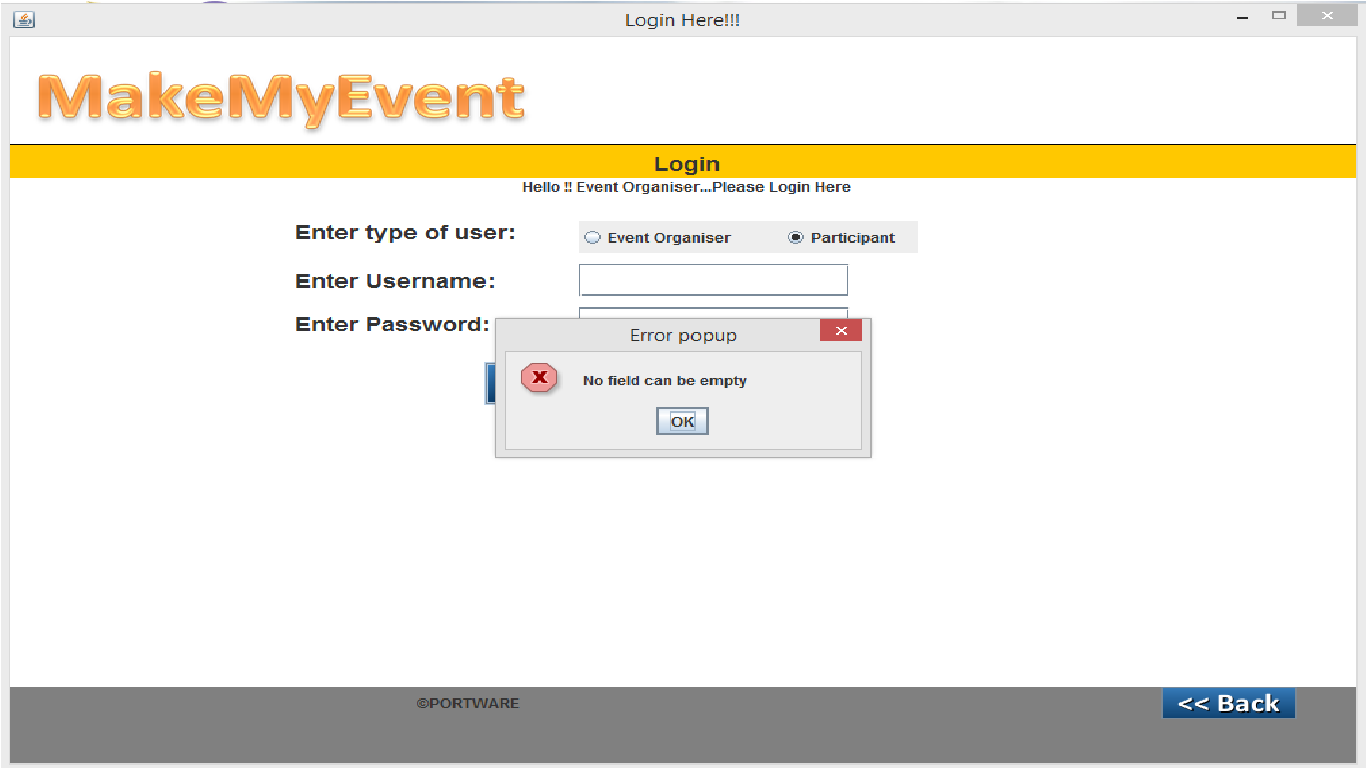 Login Here!!!
MakeMyEvent
Login
Hello !! Event Organiser...Please Login Here
Enter type of user:
Event Organiser
Participant
Enter Username:
Enter Password:
Error popup
No field can be empty
OK
©PORTWARE
<< Back